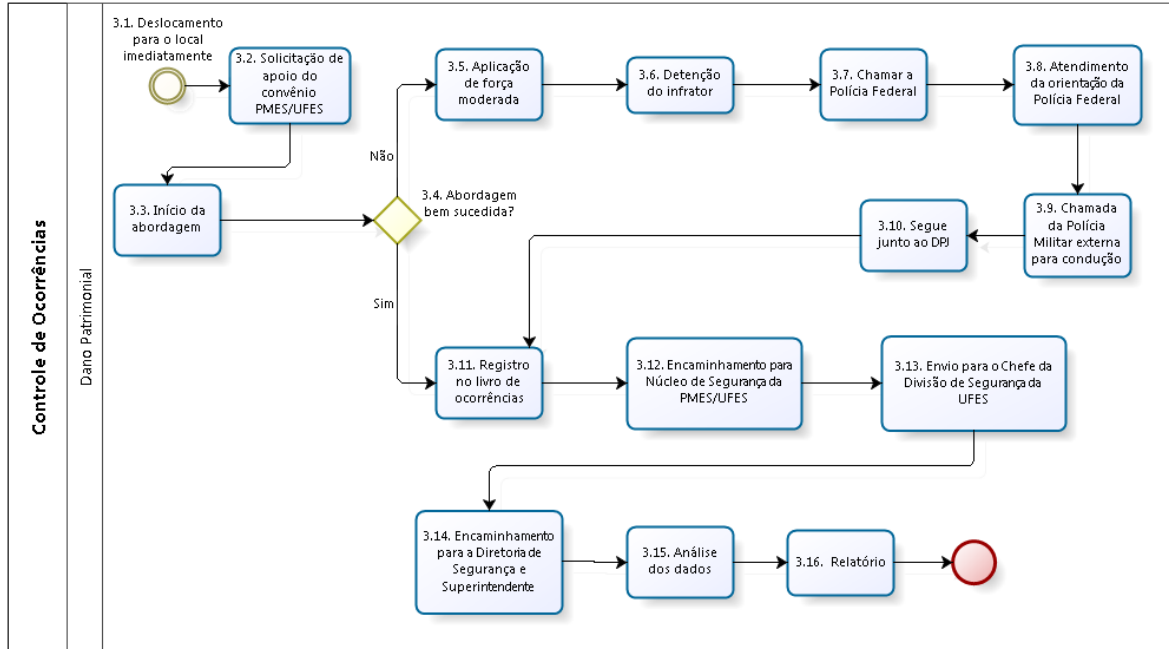 Controle de Ocorrências
Dano Patrimonial
3.1. Deslocamento
para o local
imediatamente
3.2. Solicitação de
apoio do
convênio
PMES/UFES
3.3. Início da
abordagem
3.4. Abordagem
bem sucedida?
Não
Sim
3.5. Aplicação
de força
moderada
3.6. Detenção
do infrator
3.7. Chamar a
Polícia Federal
3.8. Atendimento
da orientação da
Polícia Federal
3.9. Chamada
da Polícia
Militar externa
para condução
3.10. Segue
junto ao DPJ
3.11. Registro
no livro de
ocorrências
3.12. Encaminhamento para
Núcleo de Segurança da
PMES/UFES
3.13. Envio para o Chefe da
Divisão de Segurança da
UFES
3.14. Encaminhamento
para a Diretoria de
Segurança e
Superintendente
3.15. Análise
dos dados
3.16. Relatório